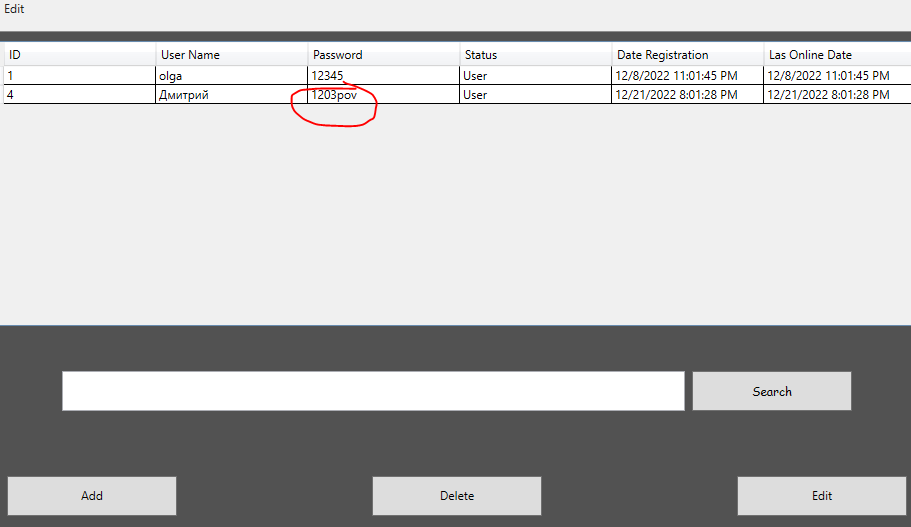 Edit
ID User Name Password Status Date Registration Las Online Date
1 olga 12345 User 12/8/2022 11:01:45 PM 12/8/2022 11:01:45 PM
4 Дмитрий 1203pov User 12/21/2022 8:01:28 PM 12/21/2022 8:01:28 PM
Search
Add Delete Edit